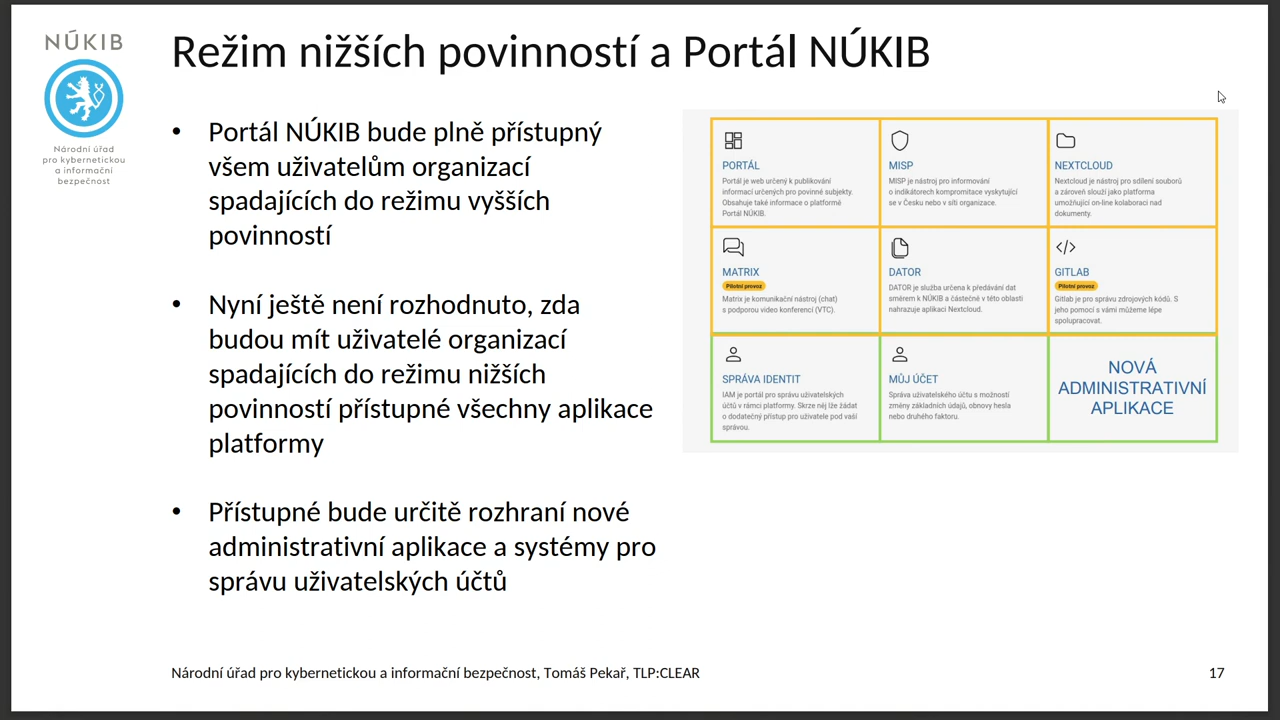 NÚKIB
Národní úřad
pro kybernetickou
a informační
bezpečnost
Režim nižších povinností a Portál NÚKIB
• Portál NÚKIB bude plně přístupný
všem uživatelům organizací
spadajících do režimu vyšších
povinností
• Nyní ještě není rozhodnuto, zda
budou mít uživatelé organizací
spadajících do režimu nižších
povinností přístupné všechny aplikace
platformy
• Přístupné bude určitě rozhraní nové
administrativní aplikace a systémy pro
správu uživatelských účtů
PORTÁL
Portál je web určený k publikování
informací určených pro povinné subjekty.
Obsahuje také informace o platformě
Portál NÚKIB.
MISP
MISP je nástroj pro informování
o indikátorech kompromitace vyskytující
se v Česku nebo v síti organizace.
NEXTCLOUD
Nextcloud je nástroj pro sdílení souborů
a zároveň slouží jako platforma
umožňující on-line kolaboraci nad
dokumenty.
MATRIX
Pilotní provoz
Matrix je komunikační nástroj (chat)
s podporou video konferencí (VTC).
DATOR
DATOR je služba určena k předávání dat
směrem k NÚKIB a částečně v této oblasti
nahrazuje aplikaci Nextcloud.
GITLAB
Pilotní provoz
Gitlab je pro správu zdrojových kódů. S
jeho pomocí s vámi můžeme lépe
spolupracovat.
SPRÁVA IDENTIT
IAM je portál pro správu uživatelských
účtů v rámci platformy. Skrze něj lže žádat
o dodatečný přístup pro uživatele pod vaší
správou.
MŮJ ÚČET
Správa uživatelského účtu s možností
změny základních údajů, obnovy hesla
nebo druhého faktoru.
NOVÁ
ADMINISTRATIVNÍ
APLIKACE
Národní úřad pro kybernetickou a informační bezpečnost, Tomáš Pekař, TLP:CLEAR
17